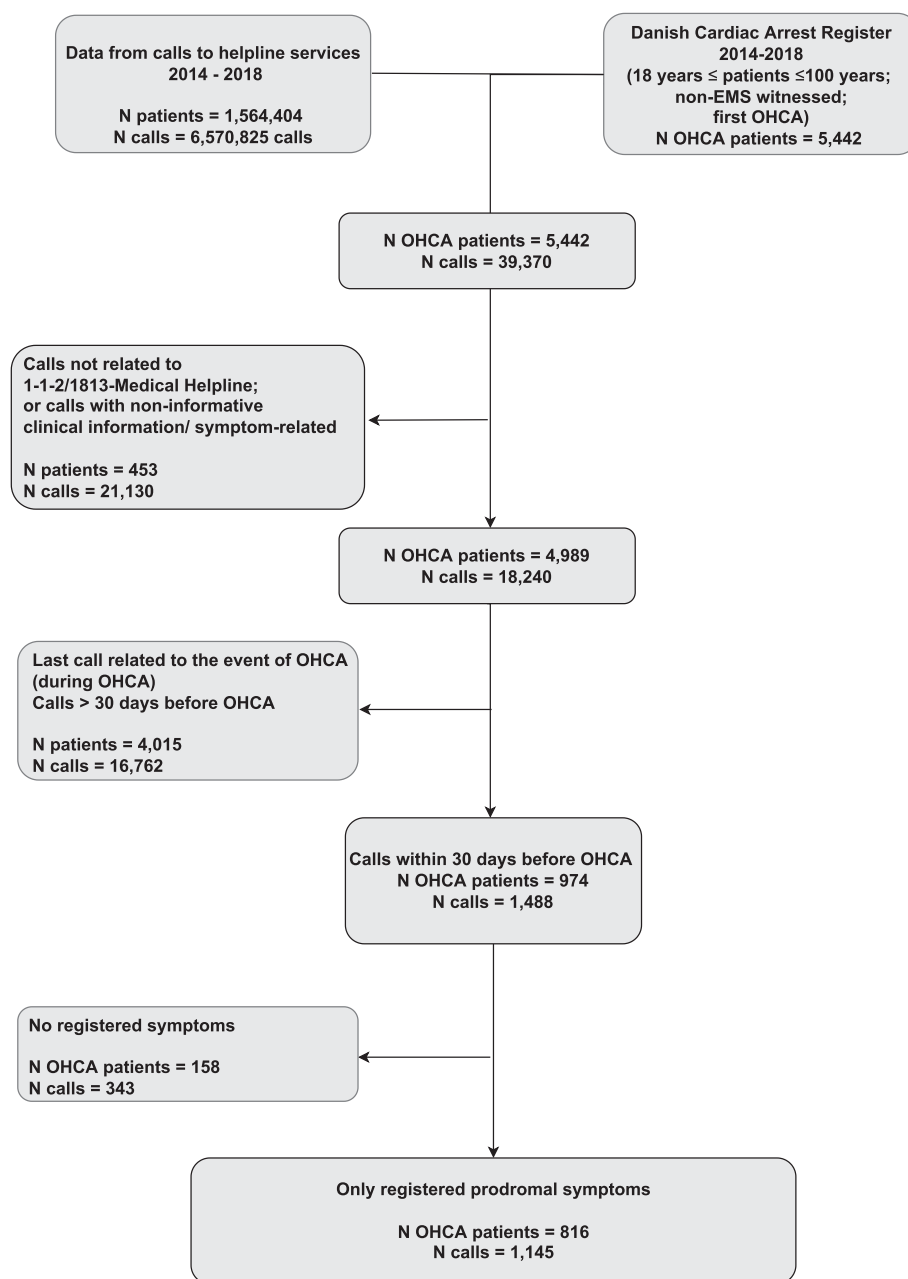 Data from calls to helpline services
2014 - 2018
N patients = 1,564,404
N calls = 6,570,825 calls
Danish Cardiac Arrest Register
2014-2018
(18 years ≤ patients ≤100 years;
non-EMS witnessed;
first OHCA)
N OHCA patients = 5,442
N OHCA patients = 5,442
N calls = 39,370
Calls not related to
1-1-2/1813-Medical Helpline;
or calls with non-informative
clinical information/ symptom-related
N patients = 453
N calls = 21,130
N OHCA patients = 4,989
N calls = 18,240
Last call related to the event of OHCA
(during OHCA)
Calls > 30 days before OHCA
N patients = 4,015
N calls = 16,762
Calls within 30 days before OHCA
N OHCA patients = 974
N calls = 1,488
No registered symptoms
N OHCA patients = 158
N calls = 343
Only registered prodromal symptoms
N OHCA patients = 816
N calls = 1,145